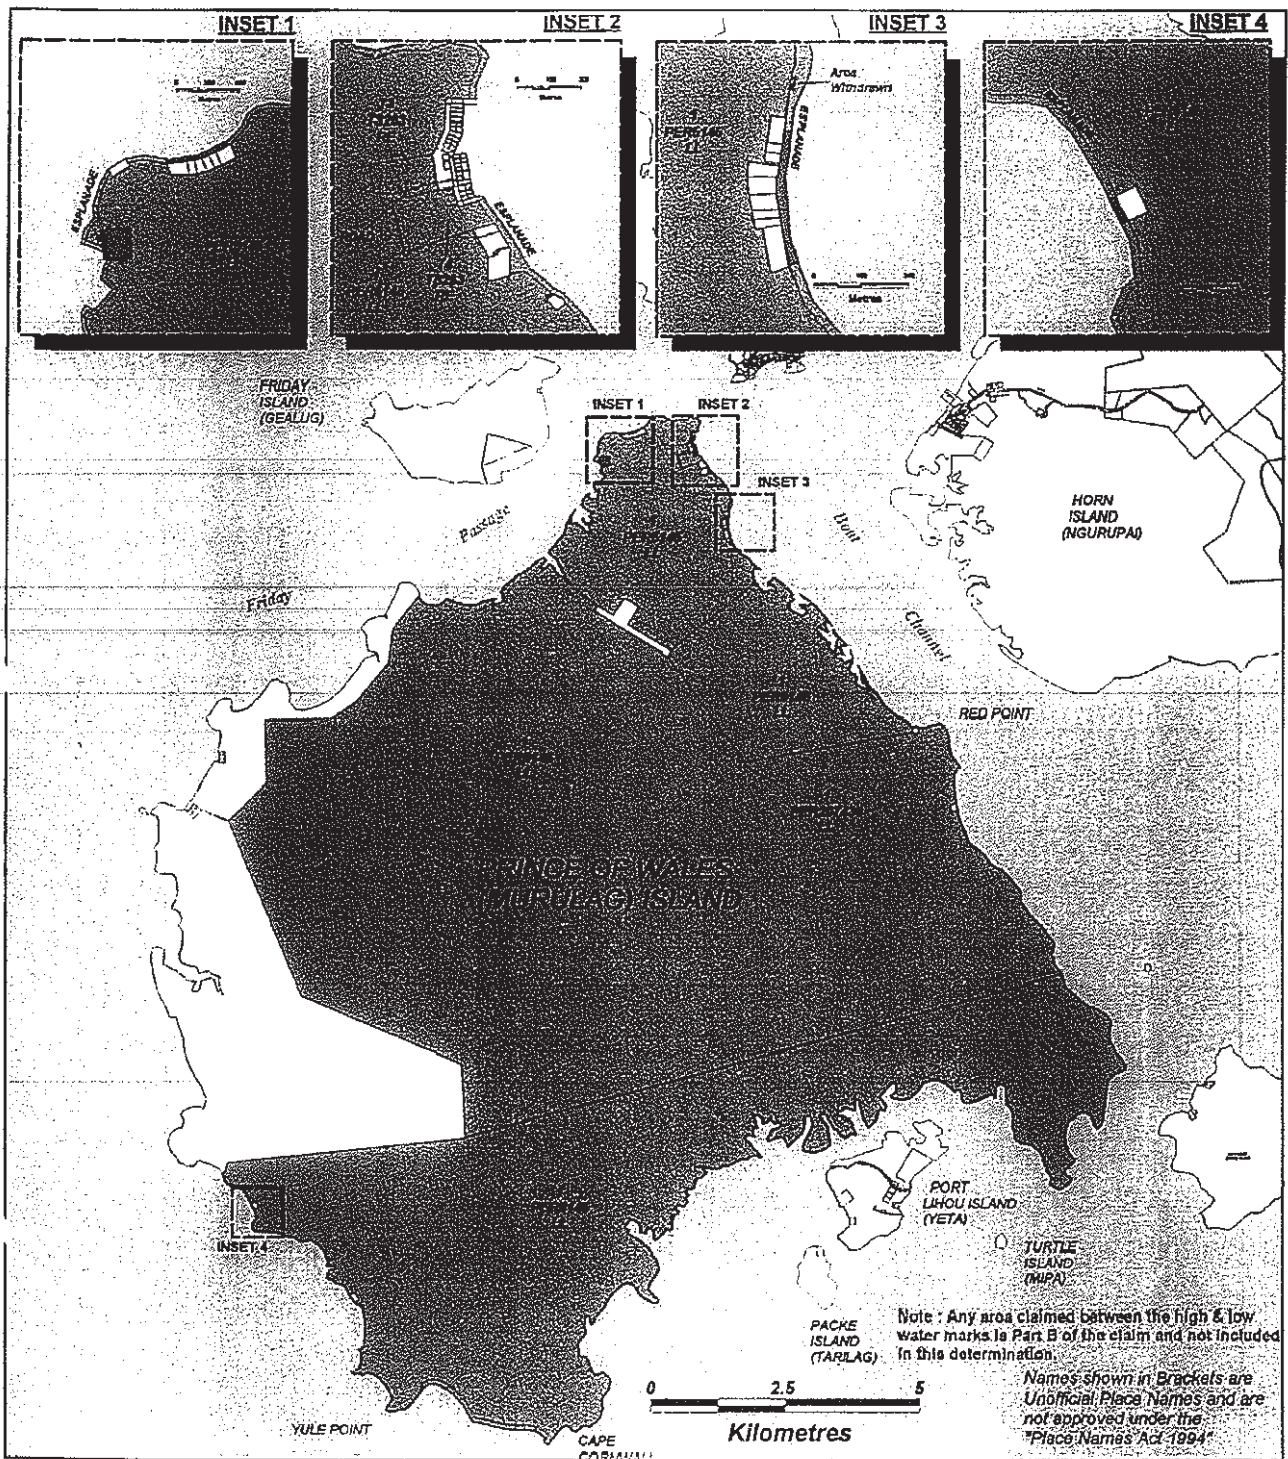 INSET 1
INSET 2
INSET 3
INSET 4
Metres
Area
Withdrawn
ESPLANADE
ESPLANADE
ESPLANADE
Metres
FRIDAY
ISLAND
(GEALUG)
INSET 1
INSET 2
INSET 3
Passage
Friday
Boat
Channel
HORN
ISLAND
(NGURUPAI)
RED POINT
PRINCE OF WALES
(MURULAG) ISLAND
INSET 4
PORT
LIHOU ISLAND
(YETA)
TURTLE
ISLAND
(MIPA)
PACKE
ISLAND
(TARILAG)
Note : Any area claimed between the high & low
water marks is Part B of the claim and not included
in this determination.
Names shown in Brackets are
Unofficial Place Names and are
not approved under the
"Place Names Act 1994"
0 2.5 5
Kilometres
YULE POINT
CAPE